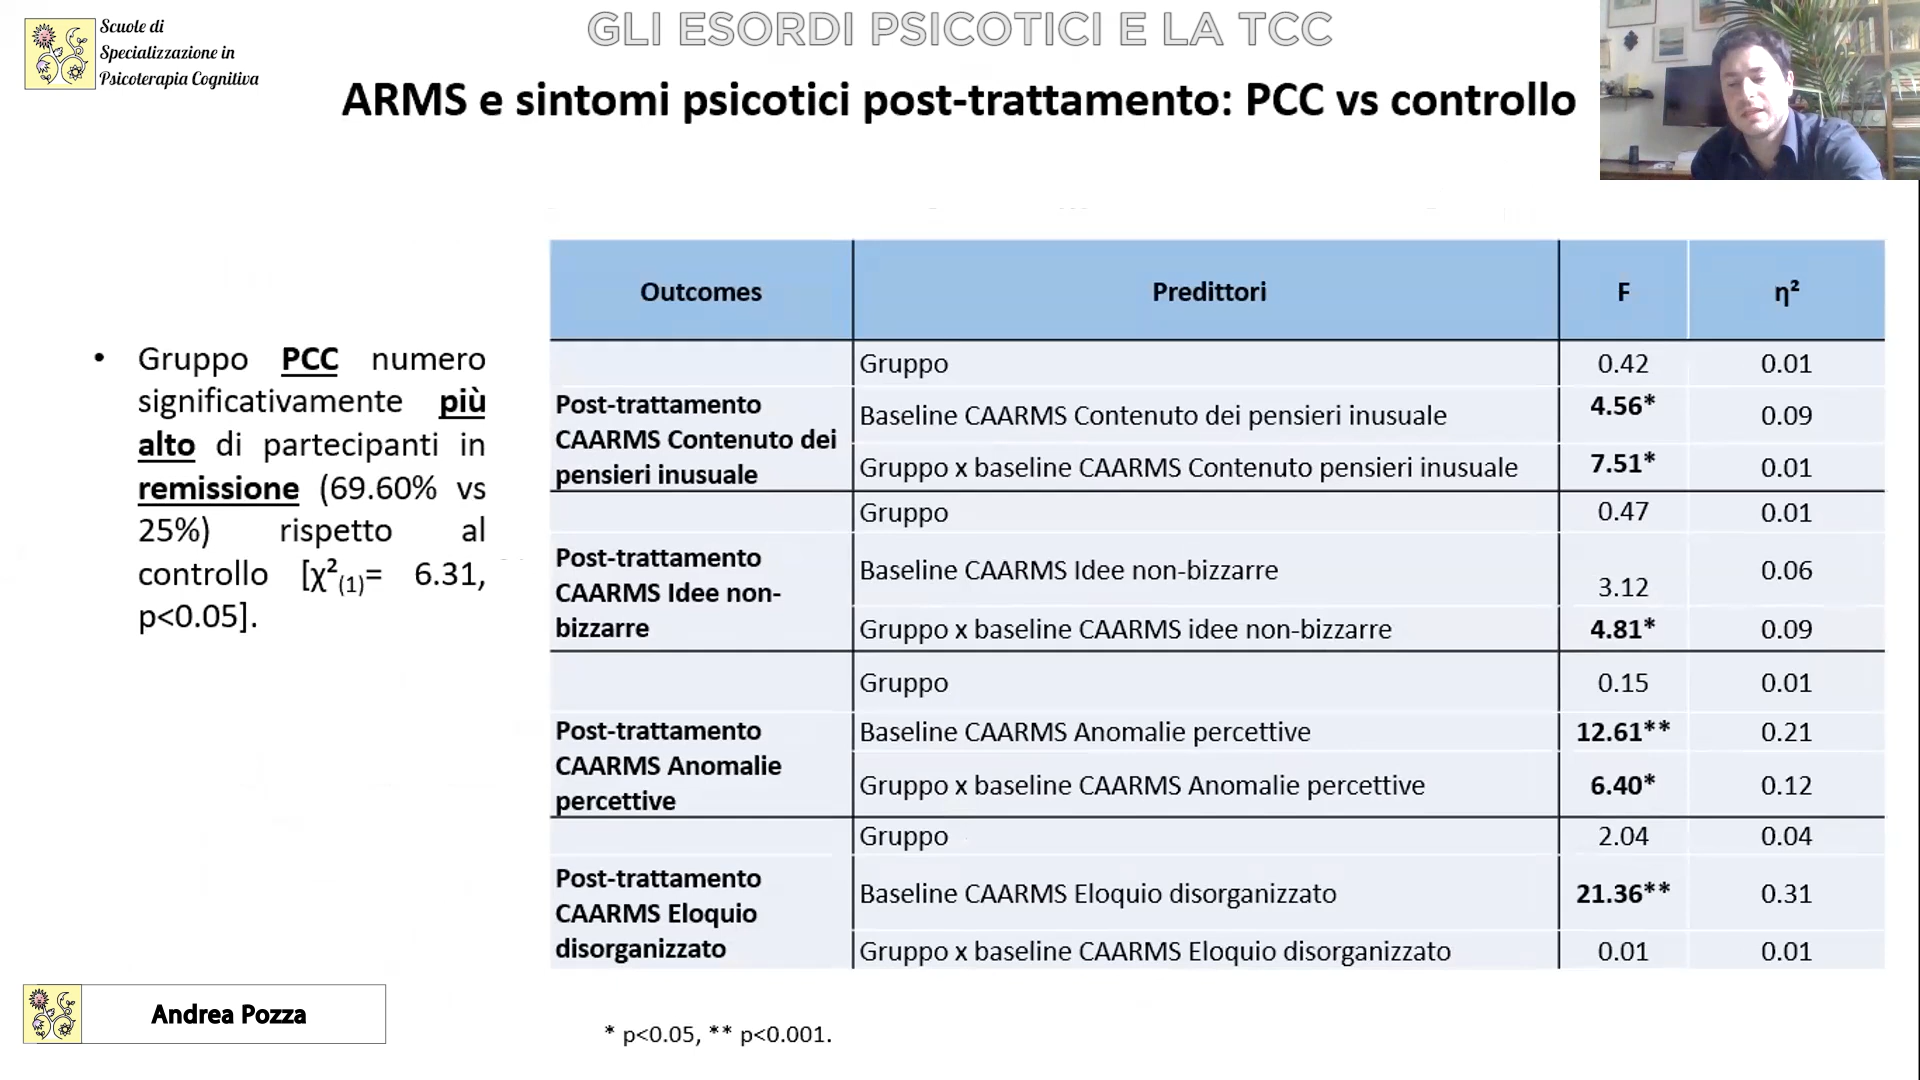 Scuole di
Specializzazione in
Psicoterapia Cognitiva
GLI ESORDI PSICOTICI E LA TCC
ARMS e sintomi psicotici post-trattamento: PCC vs controllo
• Gruppo PCC numero
significativamente più
alto di partecipanti in
remissione (69.60% vs
25%) rispetto al
controllo [χ²(1)= 6.31,
p<0.05].
Outcomes Predittori F η²
Post-trattamento
CAARMS Contenuto dei
pensieri inusuale
Gruppo 0.42 0.01
Baseline CAARMS Contenuto dei pensieri inusuale 4.56* 0.09
Gruppo x baseline CAARMS Contenuto pensieri inusuale 7.51* 0.01
Post-trattamento
CAARMS Idee non-
bizzarre
Gruppo 0.47 0.01
Baseline CAARMS Idee non-bizzarre 3.12 0.06
Gruppo x baseline CAARMS idee non-bizzarre 4.81* 0.09
Post-trattamento
CAARMS Anomalie
percettive
Gruppo 0.15 0.01
Baseline CAARMS Anomalie percettive 12.61** 0.21
Gruppo x baseline CAARMS Anomalie percettive 6.40* 0.12
Post-trattamento
CAARMS Eloquio
disorganizzato
Gruppo 2.04 0.04
Baseline CAARMS Eloquio disorganizzato 21.36** 0.31
Gruppo x baseline CAARMS Eloquio disorganizzato 0.01 0.01
* p<0.05, ** p<0.001.
Andrea Pozza